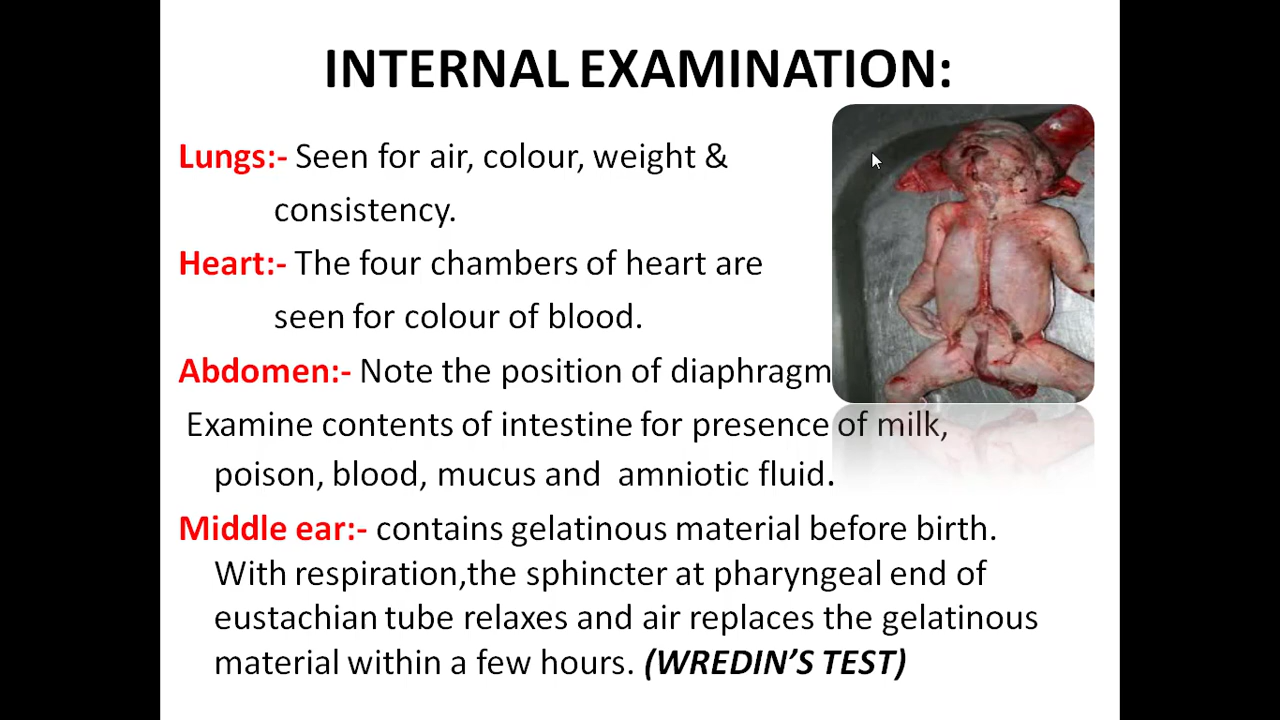 INTERNAL EXAMINATION:
Lungs:- Seen for air, colour, weight &
consistency.
Heart:- The four chambers of heart are
seen for colour of blood.
Abdomen:- Note the position of diaphragm
Examine contents of intestine for presence of milk,
poison, blood, mucus and amniotic fluid.
Middle ear:- contains gelatinous material before birth.
With respiration,the sphincter at pharyngeal end of
eustachian tube relaxes and air replaces the gelatinous
material within a few hours. (WREDIN’S TEST)